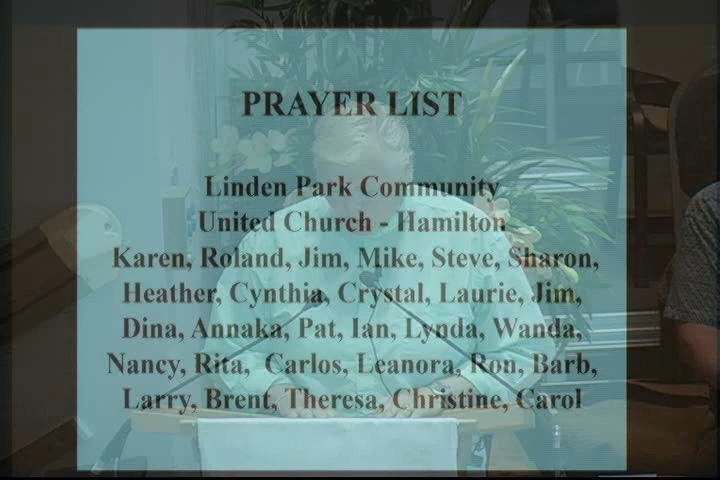 PRAYER LIST
Linden Park Community
United Church - Hamilton
Karen, Roland, Jim, Mike, Steve, Sharon,
Heather, Cynthia, Crystal, Laurie, Jim,
Dina, Annaka, Pat, Ian, Lynda, Wanda,
Nancy, Rita, Carlos, Leanora, Ron, Barb,
Larry, Brent, Theresa, Christine, Carol